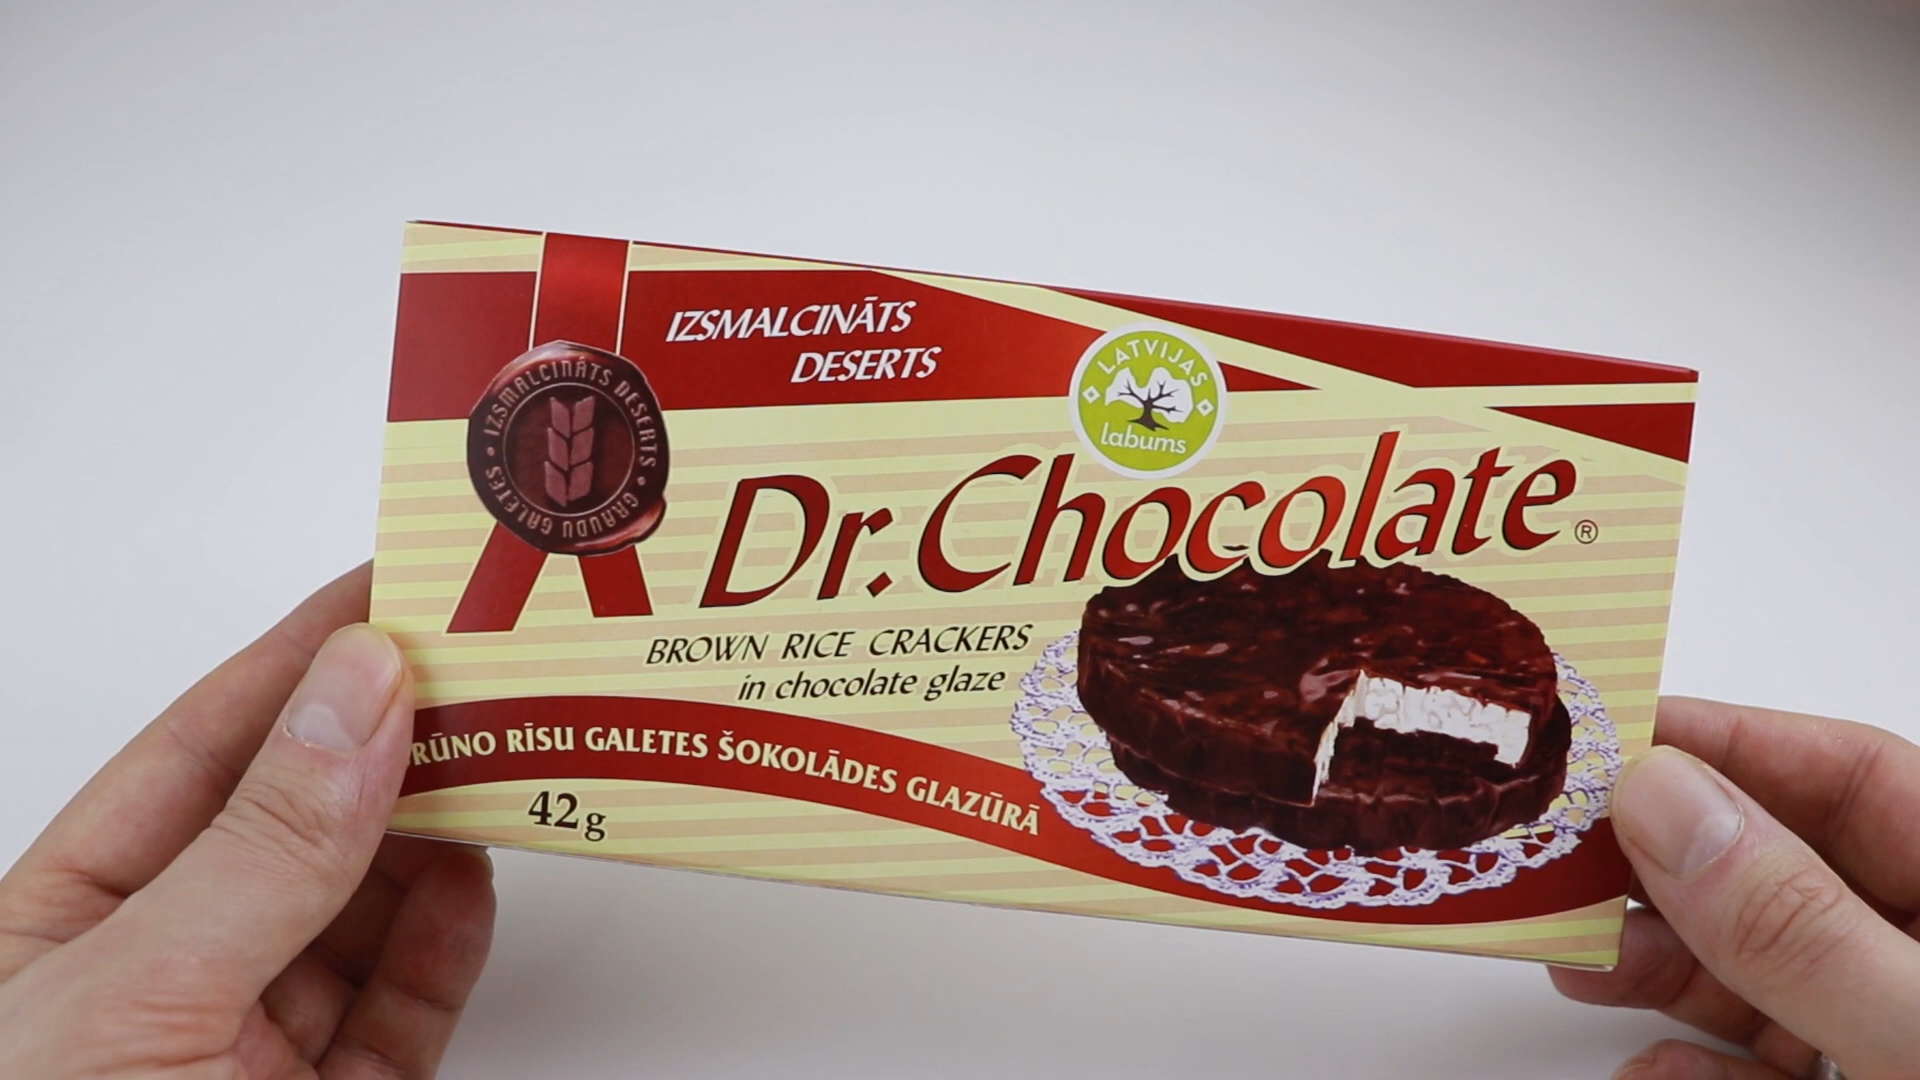 IZSMALCINĀTS
DESERTS
LATVIJAS
labums
IZSMALCINĀTS DESERTS • GRAUDU GALETES •
Dr.Chocolate®
BROWN RICE CRACKERS
in chocolate glaze
RŪNO RĪSU GALETES ŠOKOLĀDES GLAZŪRĀ
42g